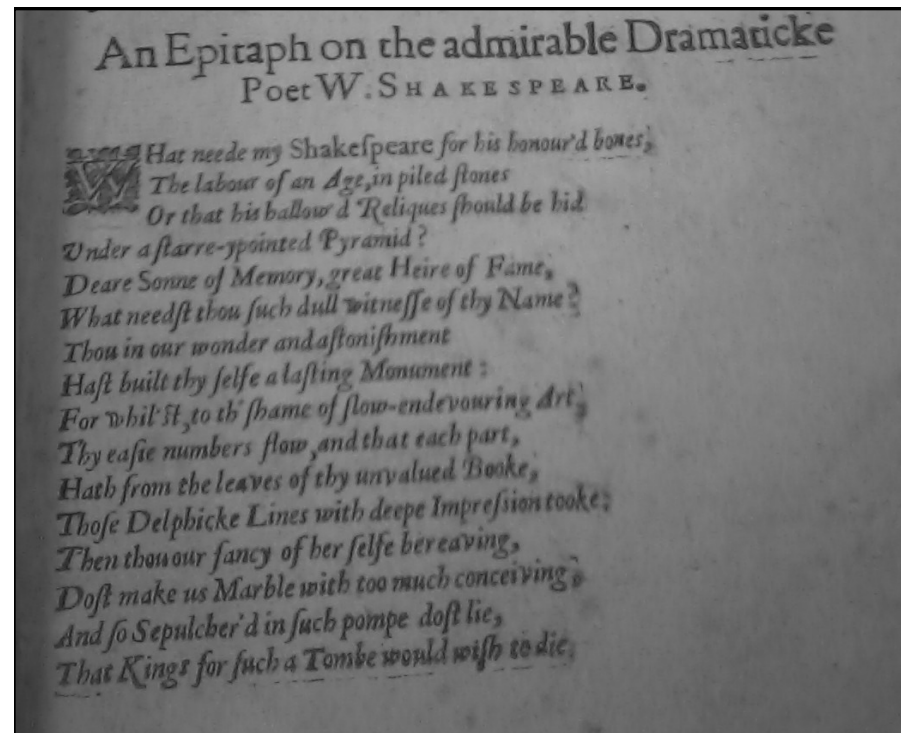 An Epitaph on the admirable Dramaticke
Poet W. SHAKESPEARE.
WHat neede my Shakeſpeare for his honour'd bones,
The labour of an Age, in piled ſtones
Or that his hallow'd Reliques ſhould be hid
Under a ſtarre-ypointed Pyramid?
Deare Sonne of Memory, great Heire of Fame,
What needſt thou ſuch dull witneſſe of thy Name?
Thou in our wonder and aſtoniſhment
Haſt built thy ſelfe a laſting Monument:
For whil'ſt, to th' ſhame of ſlow-endevouring Art,
Thy eaſie numbers flow, and that each part,
Hath from the leaves of thy unvalued Booke,
Thoſe Delphicke Lines with deepe Impreſſion tooke;
Then thou our fancy of her ſelfe bereaving,
Doſt make us Marble with too much conceiving;
And ſo Sepulcher'd in ſuch pompe doſt lie,
That Kings for ſuch a Tombe would wiſh to die.